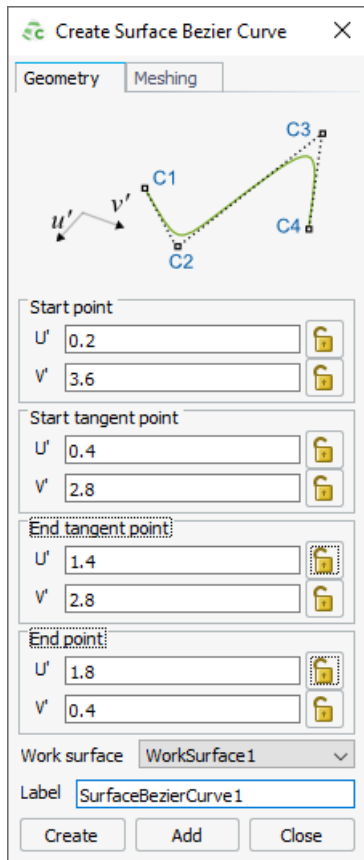 Create Surface Bezier Curve
Geometry Meshing
C3
C1
v'
u'
C4
C2
Start point
U' 0.2
V' 3.6
Start tangent point
U' 0.4
V' 2.8
End tangent point
U' 1.4
V' 2.8
End point
U' 1.8
V' 0.4
Work surface WorkSurface1
Label SurfaceBezierCurve1
Create Add Close